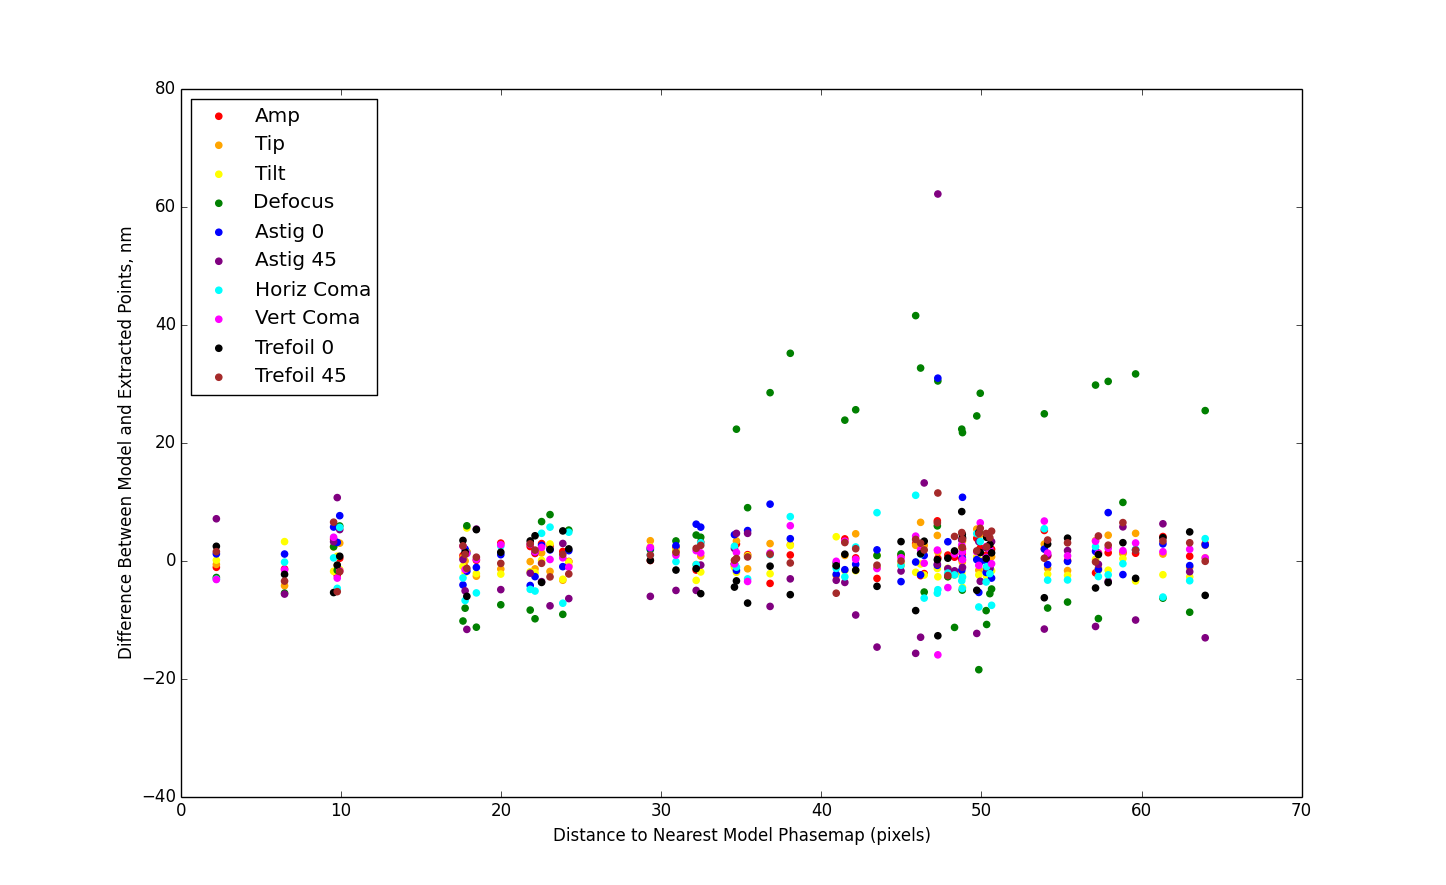 80
60
40
20
0
−20
−40
Difference Between Model and Extracted Points, nm
Amp
Tip
Tilt
Defocus
Astig 0
Astig 45
Horiz Coma
Vert Coma
Trefoil 0
Trefoil 45
0 10 20 30 40 50 60 70
Distance to Nearest Model Phasemap (pixels)